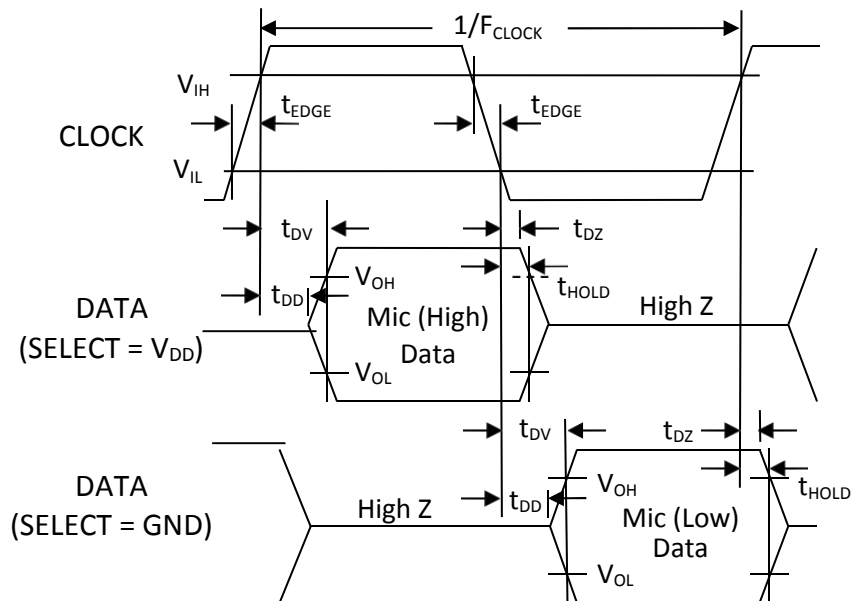 1/F_CLOCK
V_IH
t_EDGE
t_EDGE
CLOCK
V_IL
t_DV
t_DZ
V_OH
t_HOLD
t_DD
DATA
(SELECT = V_DD)
Mic (High)
Data
High Z
V_OL
t_DV
t_DZ
DATA
(SELECT = GND)
High Z
t_DD
V_OH
t_HOLD
Mic (Low)
Data
V_OL